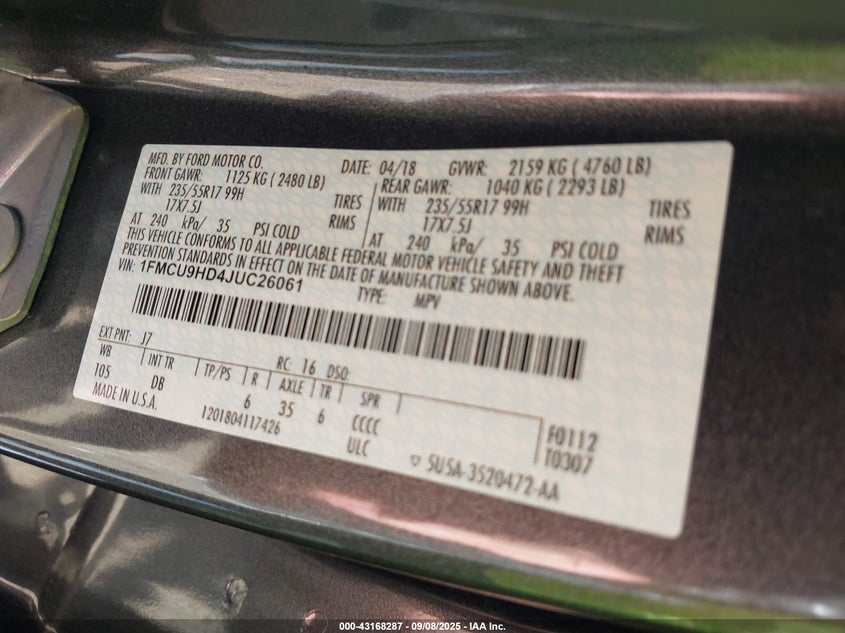 MFD. BY FORD MOTOR CO. DATE: 04/18 GVWR: 2159 KG ( 4760 LB)
FRONT GAWR: 1125 KG ( 2480 LB) REAR GAWR: 1040 KG ( 2293 LB)
WITH 235/55R17 99H TIRES WITH 235/55R17 99H TIRES
17X7.5J RIMS 17X7.5J RIMS
AT 240 kPa/ 35 PSI COLD AT 240 kPa/ 35 PSI COLD
THIS VEHICLE CONFORMS TO ALL APPLICABLE FEDERAL MOTOR VEHICLE SAFETY AND THEFT
PREVENTION STANDARDS IN EFFECT ON THE DATE OF MANUFACTURE SHOWN ABOVE.
VIN: 1FMCU9HD4JUC26061 TYPE: MPV
EXT PNT: J7 RC: 16 DSO:
WB INT TR TP/PS R AXLE TR SPR
105 DB 6 35 6 CCCC F0112
MADE IN U.S.A. 1201804117426 ULC T0307
▽ 5U5A-3520472-AA
000-43168287 - 09/08/2025 - IAA Inc.